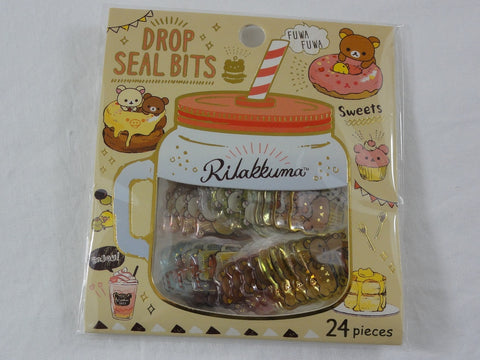 DROP
SEAL BITS
FUWA
FUWA
Sweets
Rilakkuma
24 pieces